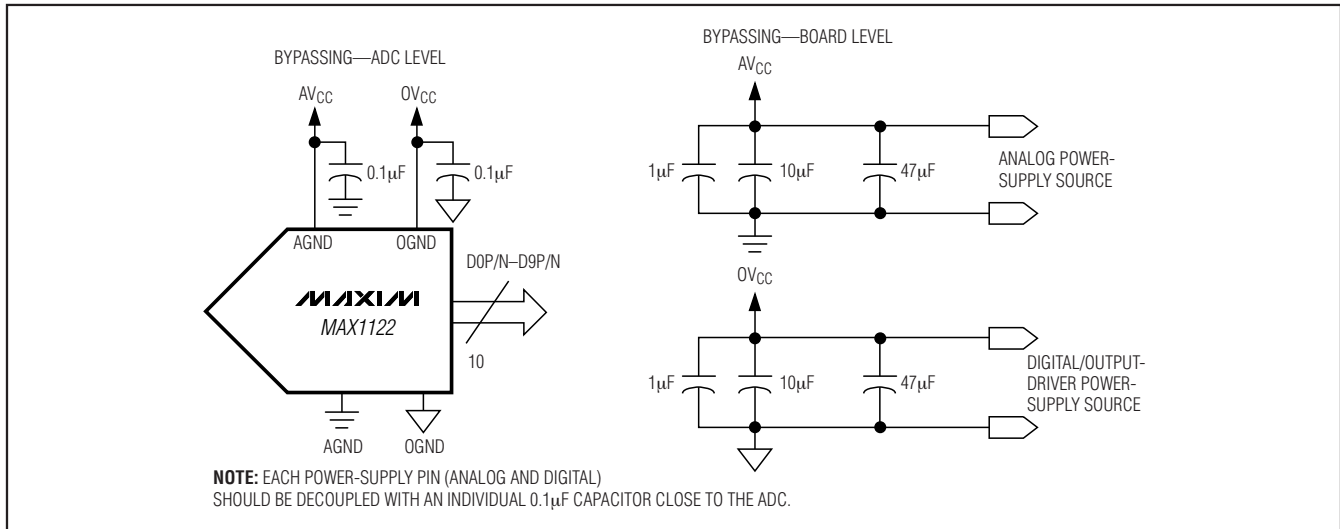 BYPASSING—ADC LEVEL
AVCC
OVCC
0.1µF
0.1µF
AGND
OGND
D0P/N–D9P/N
MAXIM
MAX1122
10
AGND
OGND
BYPASSING—BOARD LEVEL
AVCC
1µF
10µF
47µF
ANALOG POWER-
SUPPLY SOURCE
OVCC
1µF
10µF
47µF
DIGITAL/OUTPUT-
DRIVER POWER-
SUPPLY SOURCE
NOTE: EACH POWER-SUPPLY PIN (ANALOG AND DIGITAL)
SHOULD BE DECOUPLED WITH AN INDIVIDUAL 0.1µF CAPACITOR CLOSE TO THE ADC.